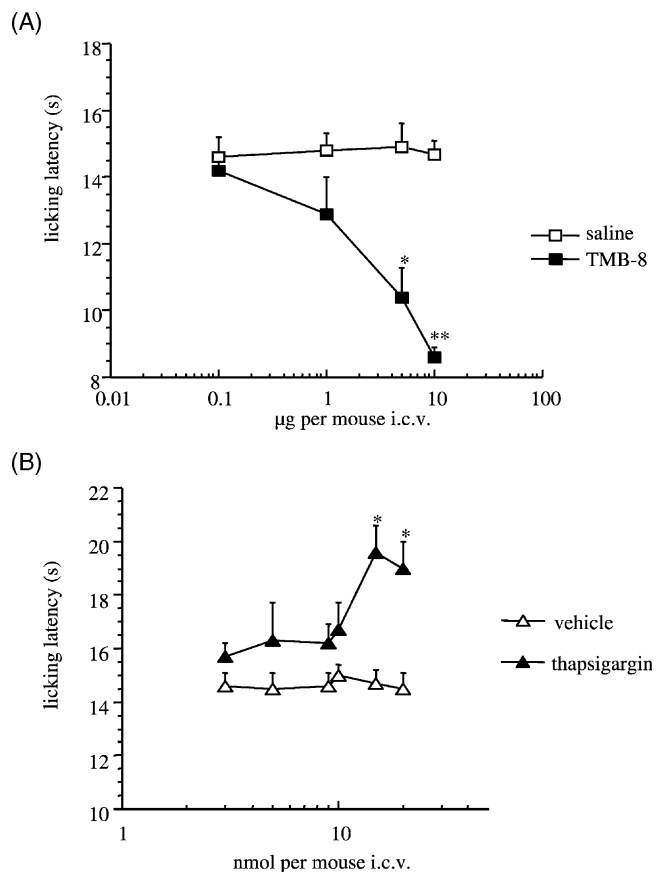 (A)
18
16
14
12
10
8
licking latency (s)
*
**
saline
TMB-8
0.01 0.1 1 10 100
µg per mouse i.c.v.
(B)
22
20
18
16
14
12
10
licking latency (s)
* *
vehicle
thapsigargin
1 10
nmol per mouse i.c.v.